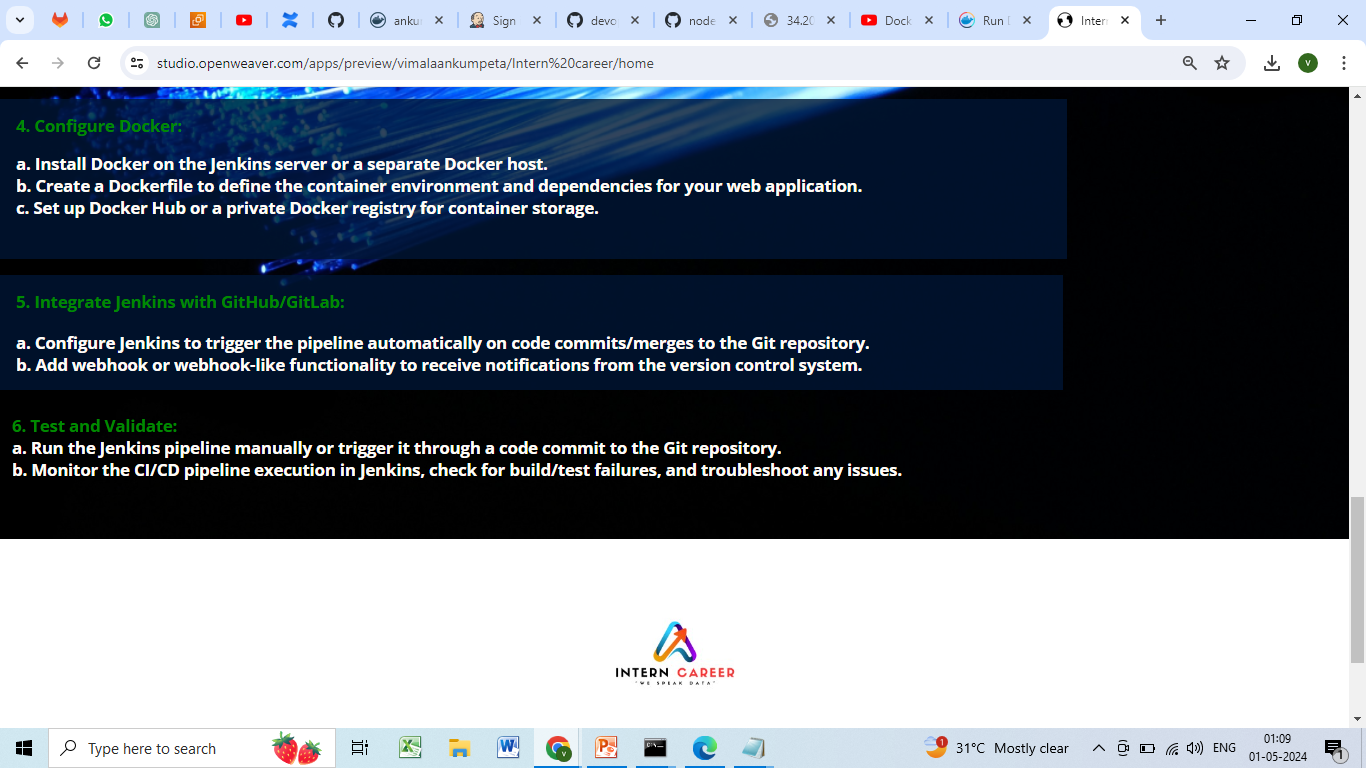 ankur
Sign
devo
node
34.20
Dock
Run D
Intern
studio.openweaver.com/apps/preview/vimalaankumpeta/Intern%20career/home
V
4. Configure Docker:
a. Install Docker on the Jenkins server or a separate Docker host.
b. Create a Dockerfile to define the container environment and dependencies for your web application.
c. Set up Docker Hub or a private Docker registry for container storage.
5. Integrate Jenkins with GitHub/GitLab:
a. Configure Jenkins to trigger the pipeline automatically on code commits/merges to the Git repository.
b. Add webhook or webhook-like functionality to receive notifications from the version control system.
6. Test and Validate:
a. Run the Jenkins pipeline manually or trigger it through a code commit to the Git repository.
b. Monitor the CI/CD pipeline execution in Jenkins, check for build/test failures, and troubleshoot any issues.
INTERN CAREER
"WE SPEAK DATA"
Type here to search
1
31°C Mostly clear
ENG
01:09
01-05-2024
1